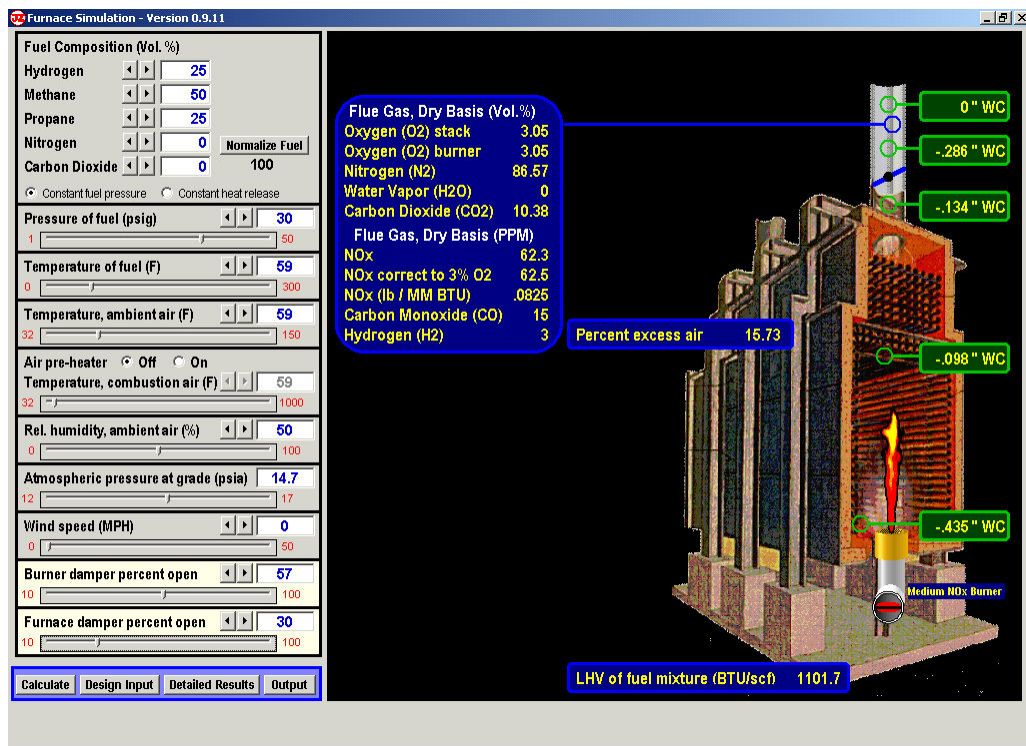 Furnace Simulation - Version 0.9.11
Fuel Composition (Vol. %)
Hydrogen 25
Methane 50
Propane 25
Nitrogen 0 Normalize Fuel
Carbon Dioxide 0 100
Constant fuel pressure Constant heat release
Pressure of fuel (psig) 30
1 50
Temperature of fuel (F) 59
0 300
Temperature, ambient air (F) 59
32 150
Air pre-heater Off On
Temperature, combustion air (F) 59
32 1000
Rel. humidity, ambient air (%) 50
0 100
Atmospheric pressure at grade (psia) 14.7
12 17
Wind speed (MPH) 0
0 50
Burner damper percent open 57
10 100
Furnace damper percent open 30
10 100
Calculate Design Input Detailed Results Output
Flue Gas, Dry Basis (Vol.%)
Oxygen (O2) stack 3.05
Oxygen (O2) burner 3.05
Nitrogen (N2) 86.57
Water Vapor (H2O) 0
Carbon Dioxide (CO2) 10.38
Flue Gas, Dry Basis (PPM)
NOx 62.3
NOx correct to 3% O2 62.5
NOx (lb / MM BTU) .0825
Carbon Monoxide (CO) 15
Hydrogen (H2) 3
Percent excess air 15.73
0 " WC
-.286 " WC
-.134 " WC
-.098 " WC
-.435 " WC
Medium NOx Burner
LHV of fuel mixture (BTU/scf) 1101.7